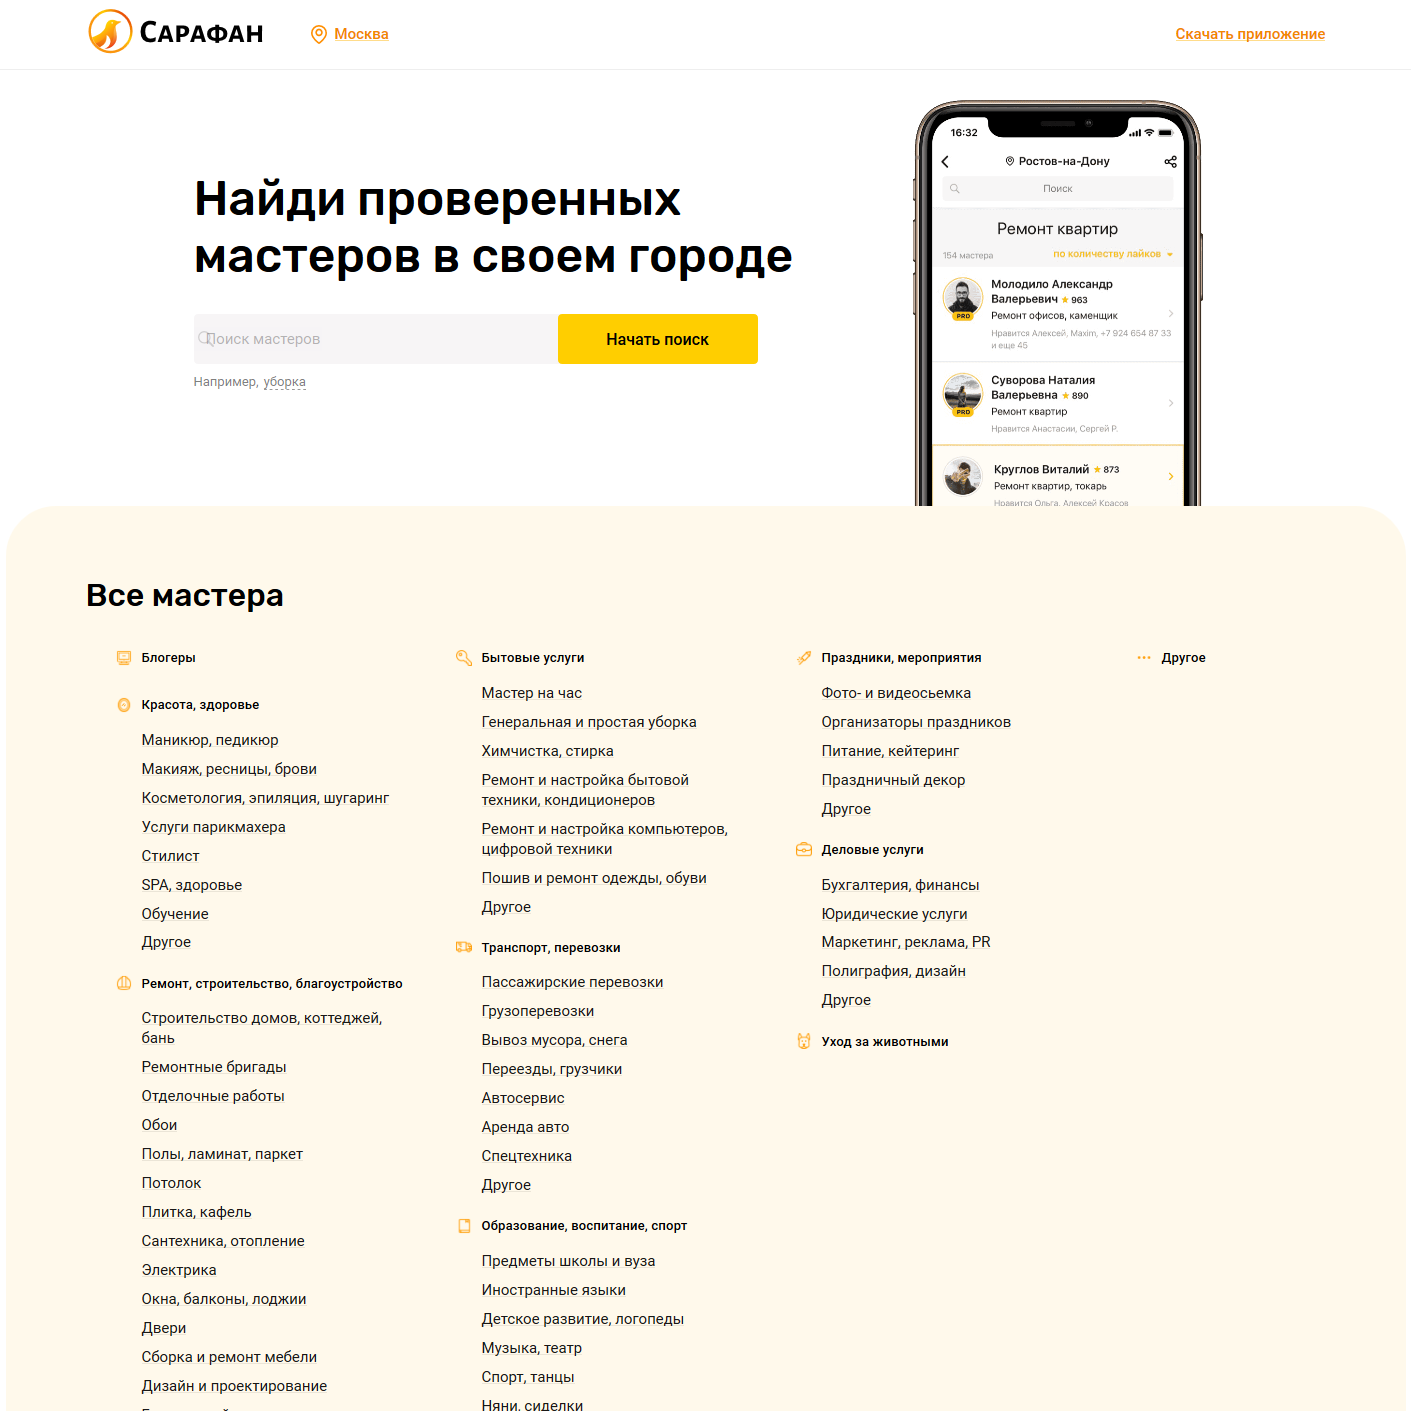 САРАФАН
Москва
Скачать приложение
Найди проверенных
мастеров в своем городе
Поиск мастеров
Начать поиск
Например, уборка
16:32
Ростов-на-Дону
Поиск
Ремонт квартир
154 мастера
по количеству лайков
Молодило Александр
Валерьевич 963
PRO
Ремонт офисов, каменщик
Нравится Алексей, Maxim, +7 924 654 87 33
и еще 45
Суворова Наталия
Валерьевна 890
PRO
Ремонт квартир
Нравится Анастасии, Сергей Р.
Круглов Виталий 873
Ремонт квартир, токарь
Нравится Ольга, Алексей Красов
Все мастера
Блогеры
Красота, здоровье
Маникюр, педикюр
Макияж, ресницы, брови
Косметология, эпиляция, шугаринг
Услуги парикмахера
Стилист
SPA, здоровье
Обучение
Другое
Ремонт, строительство, благоустройство
Строительство домов, коттеджей,
бань
Ремонтные бригады
Отделочные работы
Обои
Полы, ламинат, паркет
Потолок
Плитка, кафель
Сантехника, отопление
Электрика
Окна, балконы, лоджии
Двери
Сборка и ремонт мебели
Дизайн и проектирование
Бытовые услуги
Мастер на час
Генеральная и простая уборка
Химчистка, стирка
Ремонт и настройка бытовой
техники, кондиционеров
Ремонт и настройка компьютеров,
цифровой техники
Пошив и ремонт одежды, обуви
Другое
Транспорт, перевозки
Пассажирские перевозки
Грузоперевозки
Вывоз мусора, снега
Переезды, грузчики
Автосервис
Аренда авто
Спецтехника
Другое
Образование, воспитание, спорт
Предметы школы и вуза
Иностранные языки
Детское развитие, логопеды
Музыка, театр
Спорт, танцы
Няни, сиделки
Праздники, мероприятия
Фото- и видеосьемка
Организаторы праздников
Питание, кейтеринг
Праздничный декор
Другое
Деловые услуги
Бухгалтерия, финансы
Юридические услуги
Маркетинг, реклама, PR
Полиграфия, дизайн
Другое
Уход за животными
Другое